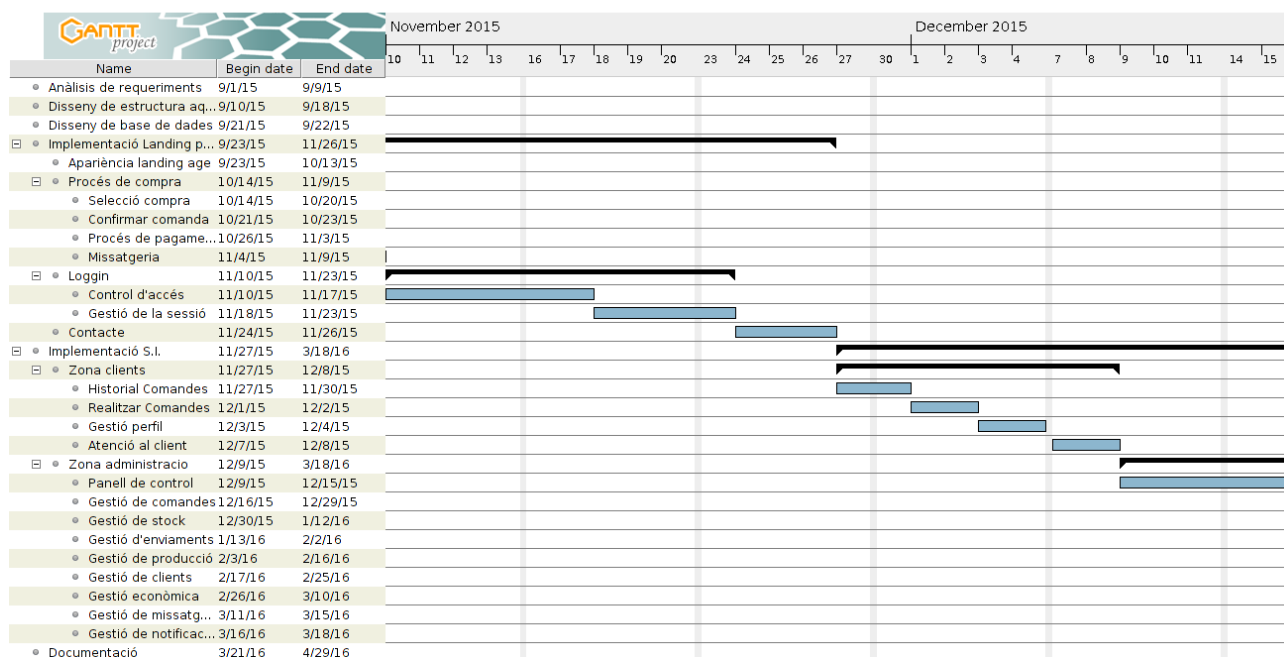 GANTT project
November 2015 December 2015
10 11 12 13 16 17 18 19 20 23 24 25 26 27 30 1 2 3 4 7 8 9 10 11 14 15
Name Begin date End date
Anàlisis de requeriments 9/1/15 9/9/15
Disseny de estructura aq... 9/10/15 9/18/15
Disseny de base de dades 9/21/15 9/22/15
Implementació Landing p... 9/23/15 11/26/15
Apariència landing age 9/23/15 10/13/15
Procés de compra 10/14/15 11/9/15
Selecció compra 10/14/15 10/20/15
Confirmar comanda 10/21/15 10/23/15
Procés de pagame... 10/26/15 11/3/15
Missatgeria 11/4/15 11/9/15
Loggin 11/10/15 11/23/15
Control d'accés 11/10/15 11/17/15
Gestió de la sessió 11/18/15 11/23/15
Contacte 11/24/15 11/26/15
Implementació S.I. 11/27/15 3/18/16
Zona clients 11/27/15 12/8/15
Historial Comandes 11/27/15 11/30/15
Realitzar Comandes 12/1/15 12/2/15
Gestió perfil 12/3/15 12/4/15
Atenció al client 12/7/15 12/8/15
Zona administracio 12/9/15 3/18/16
Panell de control 12/9/15 12/15/15
Gestió de comandes 12/16/15 12/29/15
Gestió de stock 12/30/15 1/12/16
Gestió d'enviaments 1/13/16 2/2/16
Gestió de producció 2/3/16 2/16/16
Gestió de clients 2/17/16 2/25/16
Gestió econòmica 2/26/16 3/10/16
Gestió de missatg... 3/11/16 3/15/16
Gestió de notificac... 3/16/16 3/18/16
Documentació 3/21/16 4/29/16